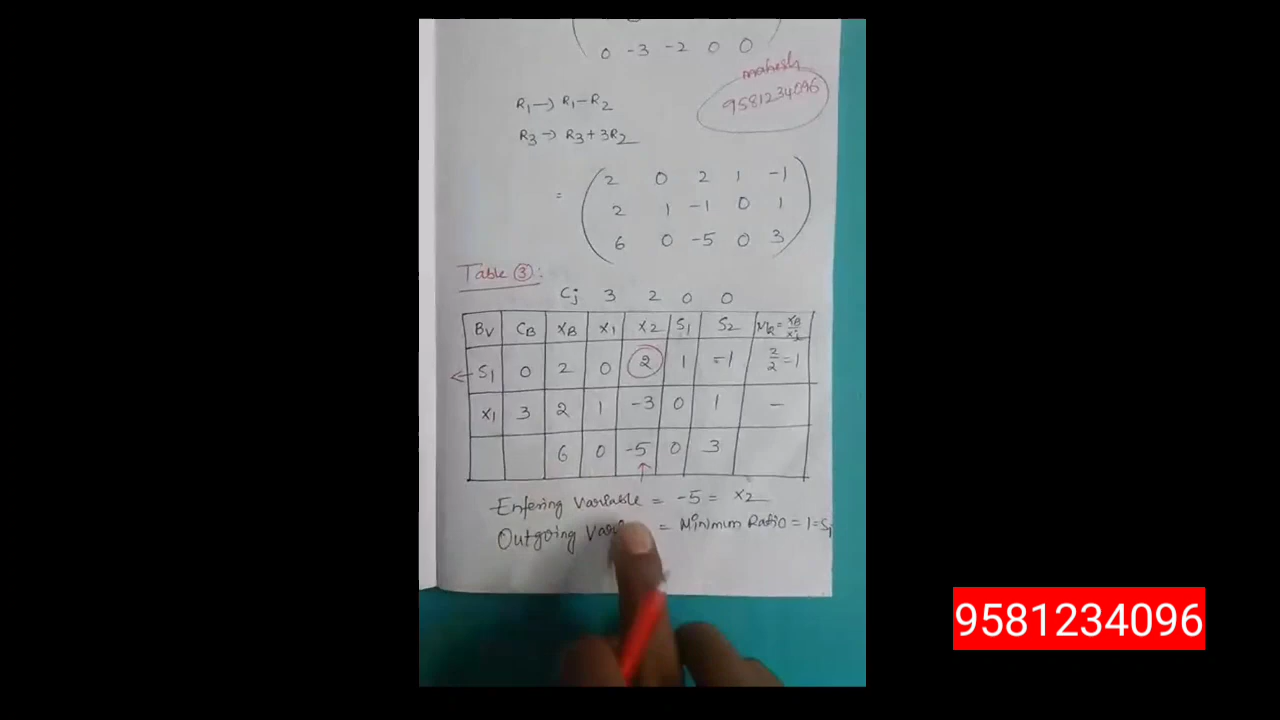 0 -3 -2 0 0
mahesh
9581234096
R1 → R1 - R2
R3 → R3 + 3R2
= 2 0 2 1 -1
2 1 -1 0 1
6 0 -5 0 3
Table ③:
Cj 3 2 0 0
BV CB XB X1 X2 S1 S2 MR = XB/Xj
← S1 0 2 0 2 1 -1 2/2 = 1
X1 3 2 1 -3 0 1 -
6 0 -5 0 3
Entering Variable = -5 = X2
Outgoing = Minimum Ratio = 1 = S1
9581234096